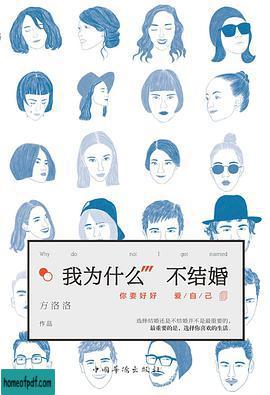 Why do not I get married
我为什么 不结婚
你要好好 爱/自/己
方洛洛
作品
选择结婚还是不结婚并不是最重要的，
最重要的是，选择你喜欢的生活。
中国华侨出版社
homeofpdf.com